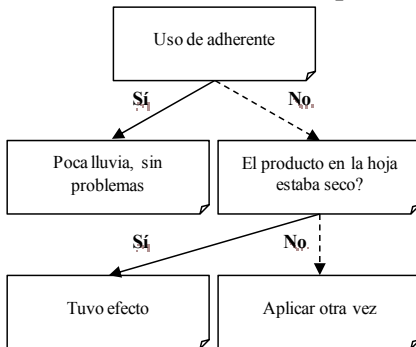 Uso de adherente
Sí
No
Poca lluvia, sin
problemas
El producto en la hoja
estaba seco?
Sí
No
Tuvo efecto
Aplicar otra vez